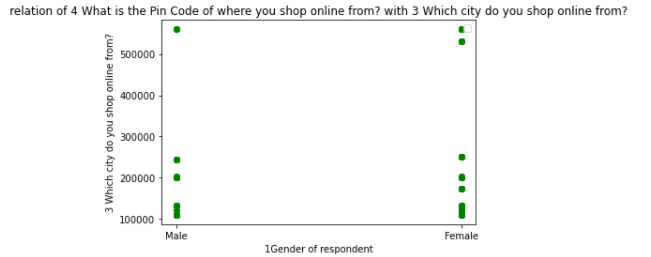 relation of 4 What is the Pin Code of where you shop online from? with 3 Which city do you shop online from?
3 Which city do you shop online from?
500000
400000
300000
200000
100000
Male
Female
1Gender of respondent